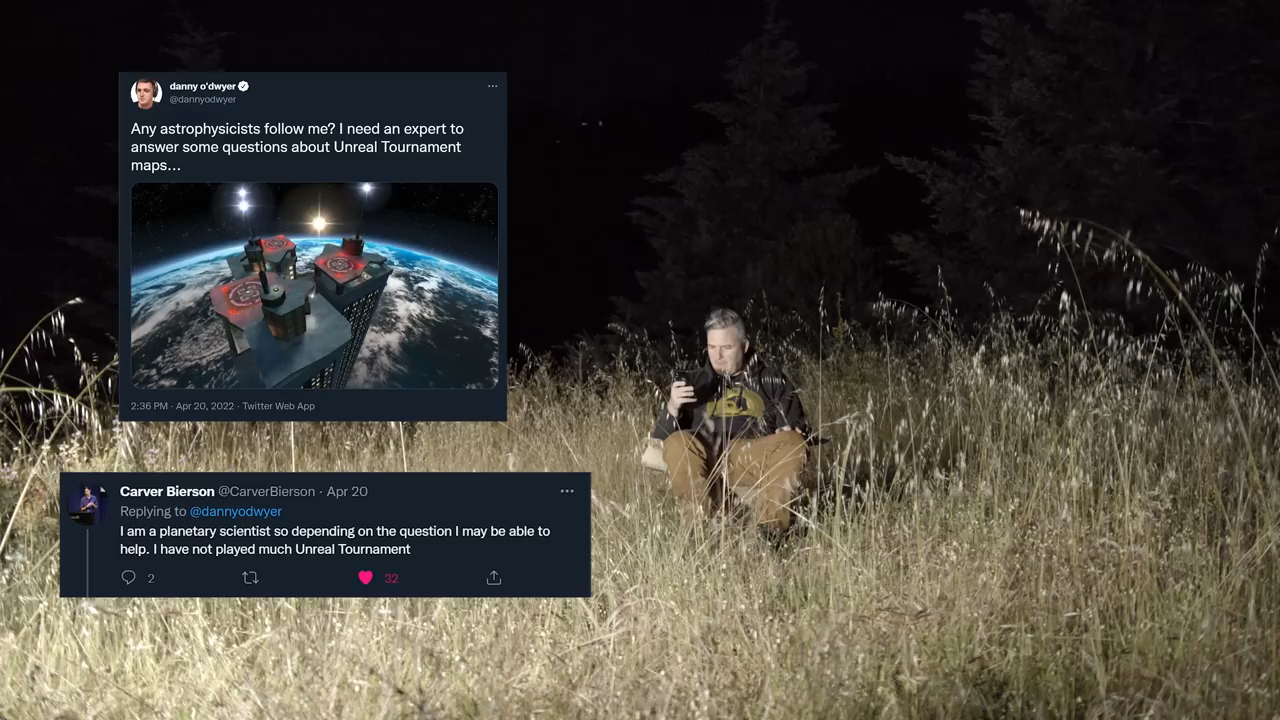 danny o'dwyer
@dannyodwyer
Any astrophysicists follow me? I need an expert to
answer some questions about Unreal Tournament
maps...
2:36 PM · Apr 20, 2022 · Twitter Web App
Carver Bierson @CarverBierson · Apr 20
Replying to @dannyodwyer
I am a planetary scientist so depending on the question I may be able to
help. I have not played much Unreal Tournament
2 32